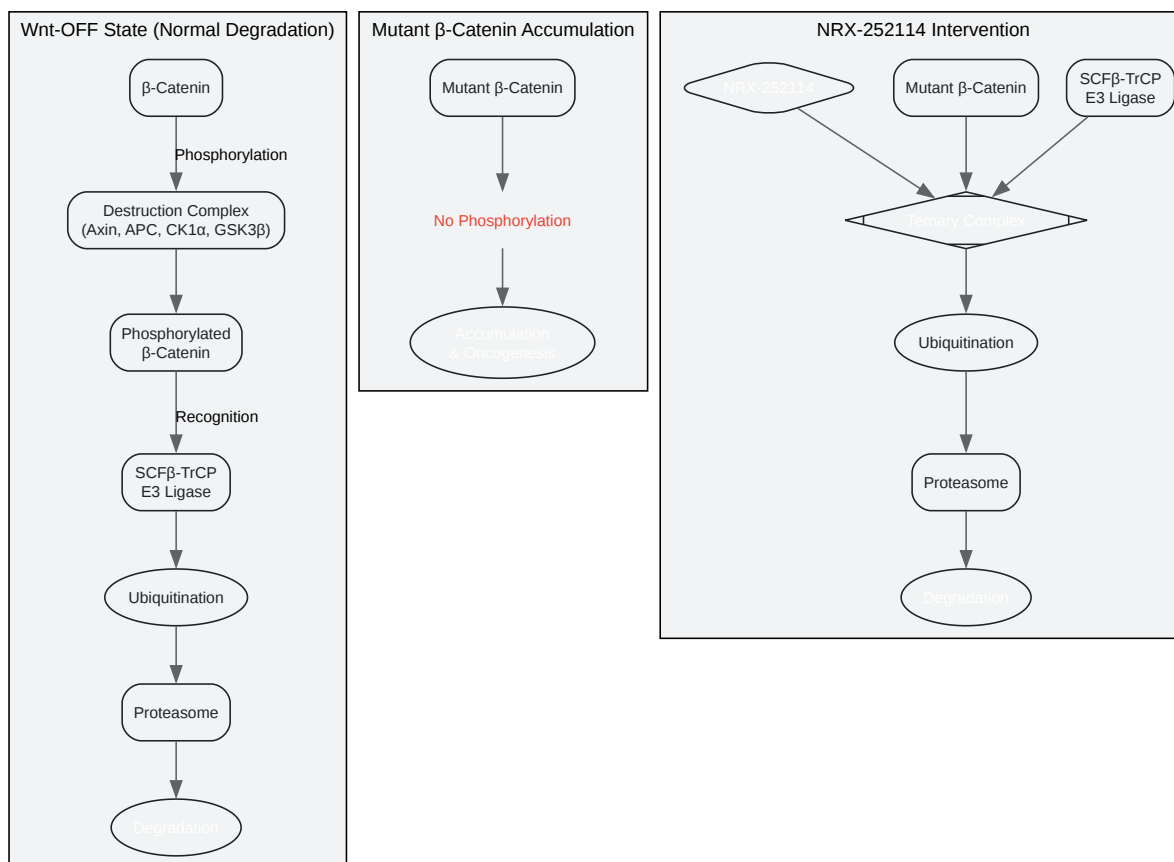 Wnt-OFF State (Normal Degradation)
β-Catenin
Phosphorylation
Destruction Complex
(Axin, APC, CK1α, GSK3β)
Phosphorylated
β-Catenin
Recognition
SCFβ-TrCP
E3 Ligase
Ubiquitination
Proteasome
Degradation
Mutant β-Catenin Accumulation
Mutant β-Catenin
No Phosphorylation
Accumulation
& Oncogenesis
NRX-252114 Intervention
NRX-252114
Mutant β-Catenin
SCFβ-TrCP
E3 Ligase
Ternary Complex
Ubiquitination
Proteasome
Degradation